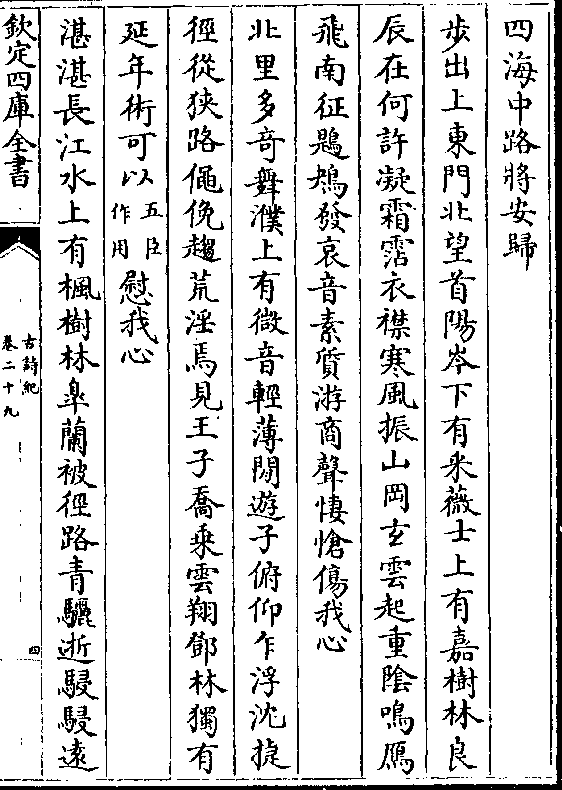 四海中路將安歸
步出上東門北望首陽岑下有采薇士上有嘉樹林良
辰在何許凝霜霑衣襟寒風振山岡玄雲起重陰鳴鴈
飛南征鶗鴂發哀音素質游商聲悽愴傷我心
北里多奇舞濮上有微音輕薄閒遊子俯仰乍浮沈捷
徑從狹路僶俛趨荒淫焉見王子喬乘雲翔鄧林獨有
延年術可以五臣作用慰我心
湛湛長江水上有楓樹林臯蘭被徑路青驪逝駸駸遠
欽定四庫全書
古詩紀
卷二十九
四